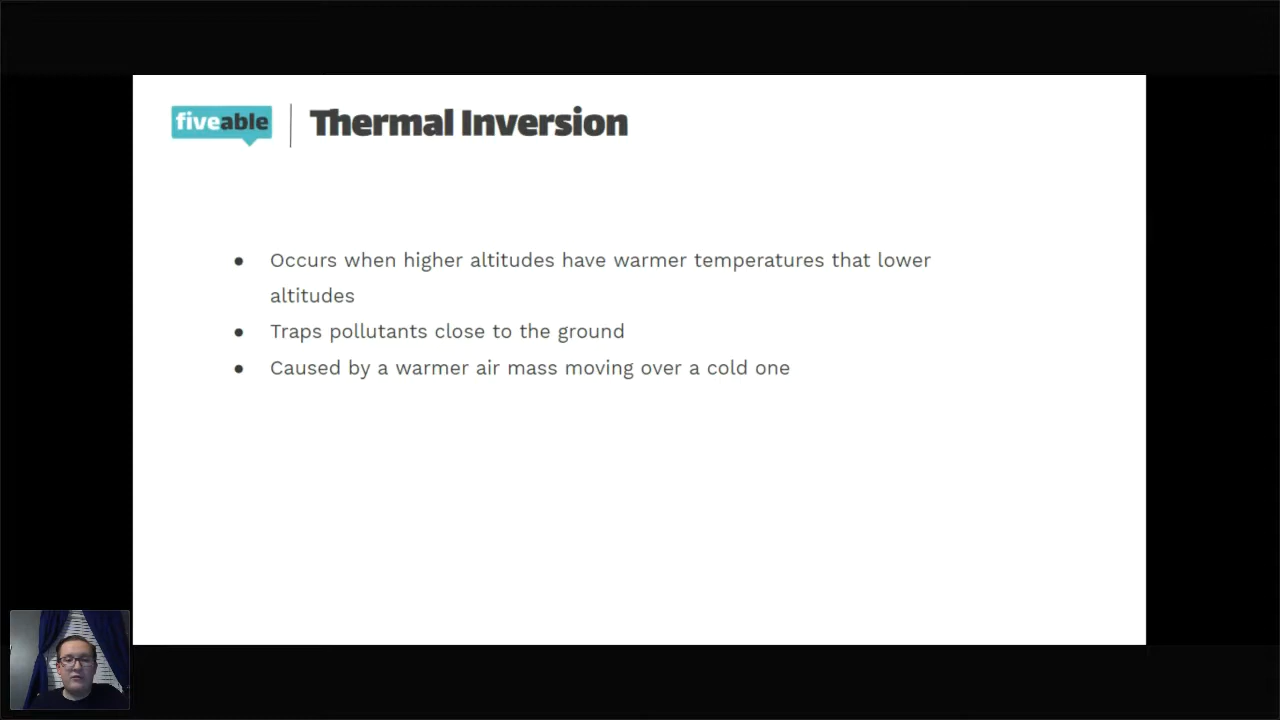 fiveable
Thermal Inversion
● Occurs when higher altitudes have warmer temperatures that lower
altitudes
● Traps pollutants close to the ground
● Caused by a warmer air mass moving over a cold one